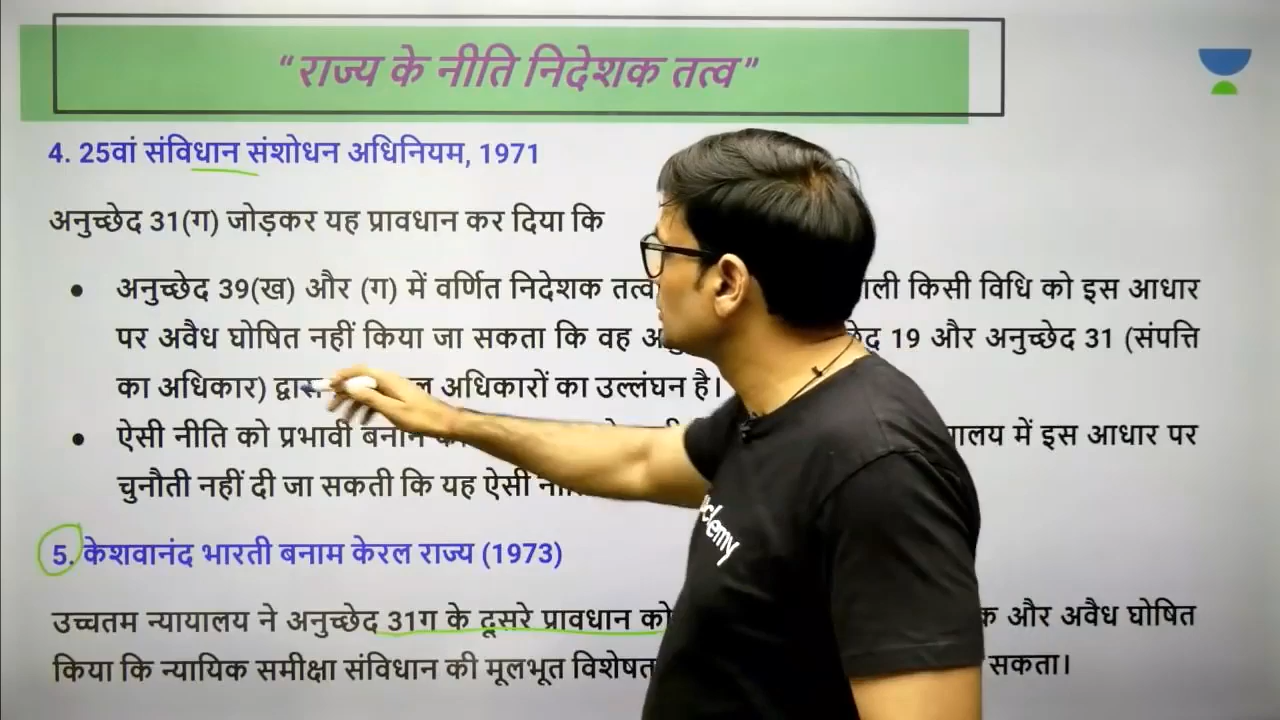 “राज्य के नीति निदेशक तत्व”
4. 25वां संविधान संशोधन अधिनियम, 1971
अनुच्छेद 31(ग) जोड़कर यह प्रावधान कर दिया कि
• अनुच्छेद 39(ख) और (ग) में वर्णित निदेशक किसी विधि को इस आधार
पर अवैध घोषित नहीं किया जा सकता कि वह 19 और अनुच्छेद 31 (संपत्ति
का अधिकार) अधिकारों का उल्लंघन है।
• ऐसी नीति को प्रभावी में इस आधार पर
चुनौती नहीं दी जा सकती कि यह ऐसी
5. केशवानंद भारती बनाम केरल राज्य (1973)
उच्चतम न्यायालय ने अनुच्छेद 31ग के दूसरे प्रावधान को और अवैध घोषित
किया कि न्यायिक समीक्षा संविधान की मूलभूत सकता।